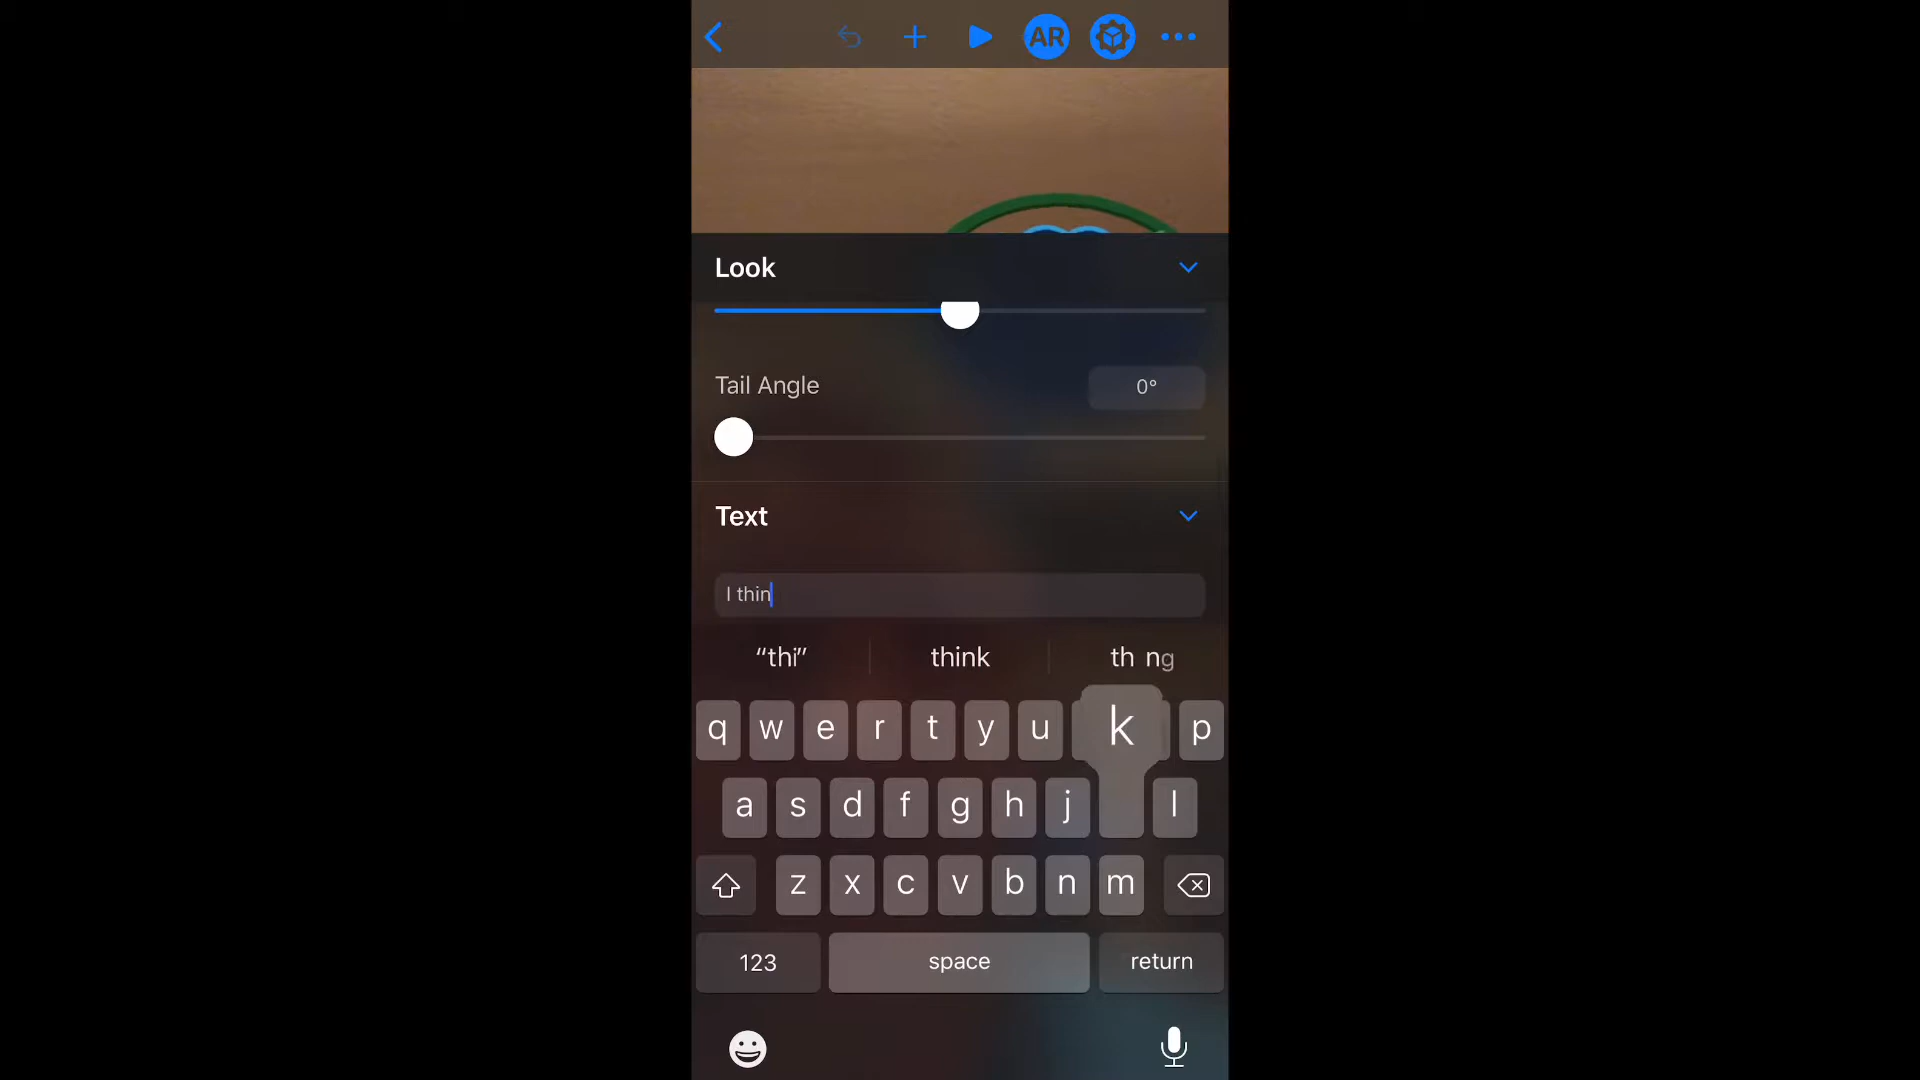 AR
Look
Tail Angle 0°
Text
I thin
“thi” think th ng
q w e r t y u k p
a s d f g h j l
z x c v b n m
123 space return